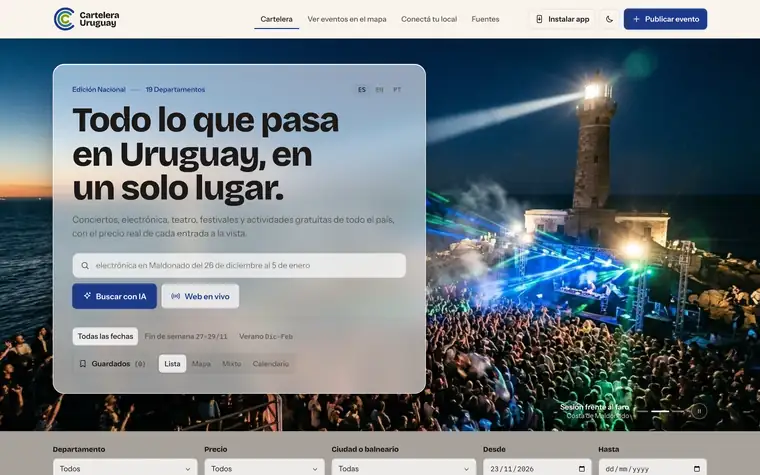 Cartelera
Uruguay
Cartelera
Ver eventos en el mapa
Conectá tu local
Fuentes
Instalar app
Publicar evento
Edición Nacional — 19 Departamentos
ES EN PT
Todo lo que pasa
en Uruguay, en
un solo lugar.
Conciertos, electrónica, teatro, festivales y actividades gratuitas de todo el país,
con el precio real de cada entrada a la vista.
electrónica en Maldonado del 26 de diciembre al 5 de enero
Buscar con IA
Web en vivo
Todas las fechas
Fin de semana 27–29/11
Verano Dic–Feb
Guardados (0)
Lista
Mapa
Mixto
Calendario
Sesión frente al faro
Costa de Maldonado
Departamento
Precio
Ciudad o balneario
Desde
Hasta
Todos
Todos
Todas
23/11/2026
dd/mm/yyyy